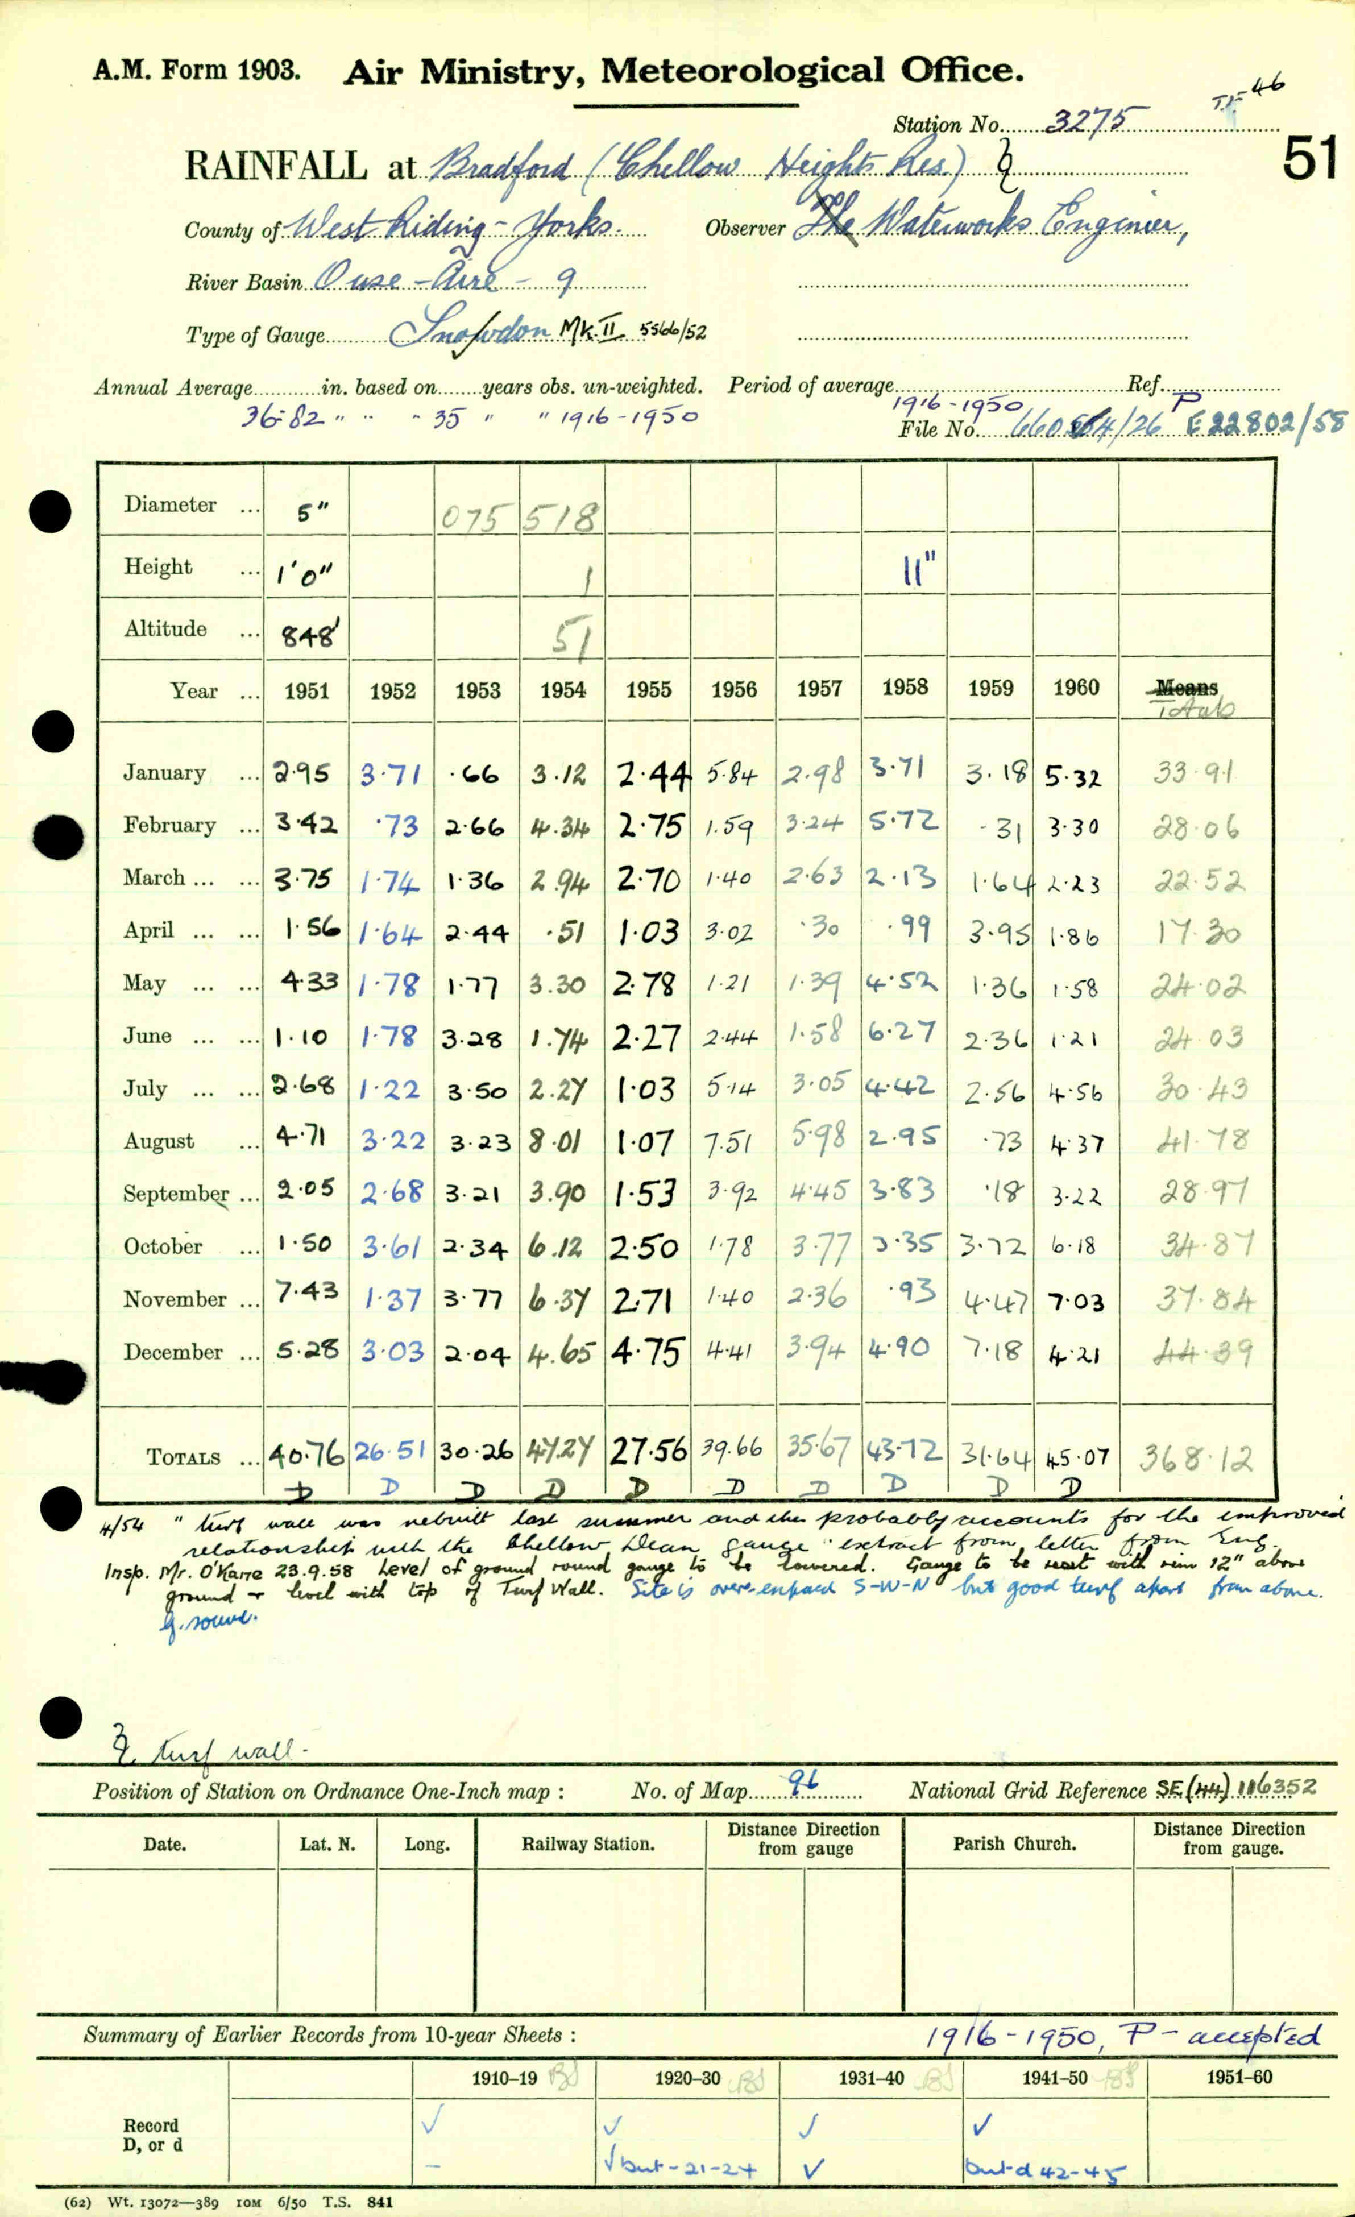 A.M. Form 1903. Air Ministry, Meteorological Office.
T.F 46
Station No. 3275
51
RAINFALL at Bradford (Chellow Heights Res.)
County of West Riding - Yorks. Observer The Waterworks Engineer,
River Basin Ouse - Aire - 9
Type of Gauge Snowdon Mk.II 5566/52
Annual Average in. based on years obs. un-weighted. Period of average 1916-1950 Ref. P
36.82 " " " 35 " " 1916-1950
File No. /26 E22802/58
Diameter ... 5" 075 518
Height ... 1'0" 1 11"
Altitude ... 848' 51
Year ... 1951 1952 1953 1954 1955 1956 1957 1958 1959 1960 Means
Totals
January ... 2.95 3.71 .66 3.12 2.44 5.84 2.98 3.71 3.18 5.32 33.91
February ... 3.42 .73 2.66 4.34 2.75 1.59 3.24 5.72 .31 3.30 28.06
March ... ... 3.75 1.74 1.36 2.94 2.70 1.40 2.63 2.13 1.64 2.23 22.52
April ... ... 1.56 1.64 2.44 .51 1.03 3.02 .30 .99 3.95 1.86 17.30
May ... ... 4.33 1.78 1.77 3.30 2.78 1.21 1.39 4.52 1.36 1.58 24.02
June ... ... 1.10 1.78 3.28 1.74 2.27 2.44 1.58 6.27 2.36 1.21 24.03
July ... ... 2.68 1.22 3.50 2.27 1.03 5.14 3.05 4.42 2.56 4.56 30.43
August ... 4.71 3.22 3.23 8.01 1.07 7.51 5.98 2.95 .73 4.37 41.78
September ... 2.05 2.68 3.21 3.90 1.53 3.92 4.45 3.83 .18 3.22 28.97
October ... 1.50 3.61 2.34 6.12 2.50 1.78 3.77 3.35 3.72 6.18 34.87
November ... 7.43 1.37 3.77 6.37 2.71 1.40 2.36 .93 4.47 7.03 37.84
December ... 5.28 3.03 2.04 4.65 4.75 4.41 3.94 4.90 7.18 4.21 44.39
TOTALS ... 40.76 26.51 30.26 47.27 27.56 39.66 35.67 43.72 31.64 45.07 368.12
D D D D D D D D D D
4/54 "turf wall was rebuilt last summer and this probably accounts for the improved
relationship with the Chellow Dean gauge" extract from letter from Eng.
Insp. Mr. O'Karre 23.9.58 Level of ground round gauge to be lowered. Gauge to be reset with rim 12" above
ground & level with top of Turf Wall. Site is over-exposed S-W-N but good turf apart from above.
turf wall.
Position of Station on Ordnance One-Inch map : No. of Map 96 National Grid Reference SE(44) 116352
Date. Lat. N. Long. Railway Station. Distance Direction from gauge Parish Church. Distance Direction from gauge.
Summary of Earlier Records from 10-year Sheets : 1916-1950, P - accepted
1910-19 BS 1920-30 BS 1931-40 BS 1941-50 BS 1951-60
Record ✓ ✓ ✓ ✓
D, or d – ✓ but -21-24 ✓ but d 42-45
(62) Wt. 13072—389 10M 6/50 T.S. 841